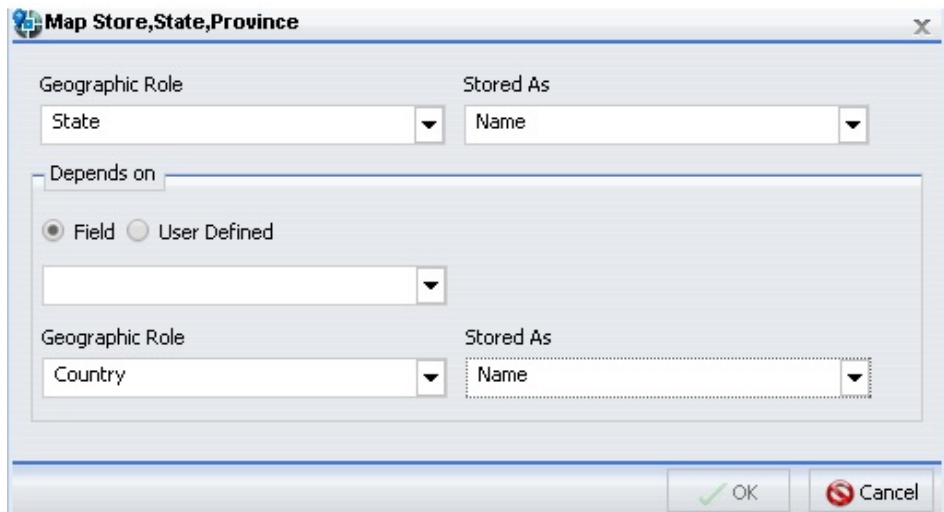 Map Store,State,Province
Geographic Role Stored As
State Name
Depends on
Field User Defined
Geographic Role Stored As
Country Name
OK Cancel